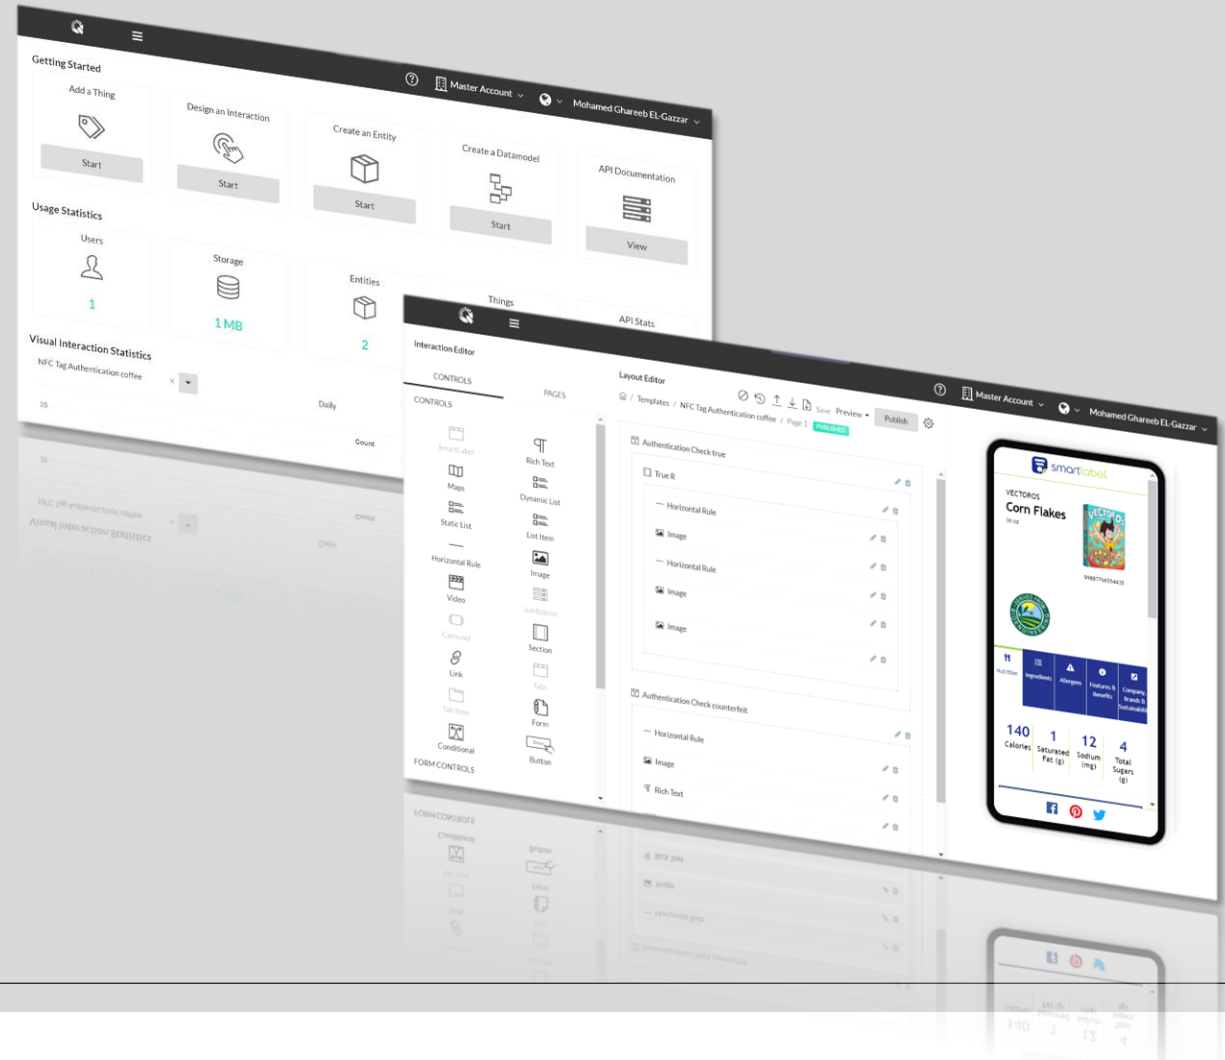 Master Account
Mohamed Ghareeb EL-Gazzar
Getting Started
Add a Thing
Start
Design an Interaction
Start
Create an Entity
Start
Create a Datamodel
Start
API Documentation
View
Usage Statistics
Users
1
Storage
1 MB
Entities
2
Things
API Stats
Visual Interaction Statistics
NFC Tag Authentication coffee
×
Daily
25
Count
Master Account
Mohamed Ghareeb EL-Gazzar
Interaction Editor
CONTROLS
PAGES
CONTROLS
SmartLabel
Rich Text
Maps
Dynamic List
Static List
List Item
Horizontal Rule
Image
Video
Jumbotron
Carousel
Section
Link
Tabs
Tab Item
Form
Conditional
Button
FORM CONTROLS
Layout Editor
Save Preview Publish
/ Templates / NFC Tag Authentication coffee / Page 1 PUBLISHED
Authentication Check true
True R
Horizontal Rule
Image
Horizontal Rule
Image
Image
Authentication Check counterfeit
Horizontal Rule
Image
Rich Text
smartlabel
VECTOROS
Corn Flakes
VECTOROS
Nutrition
Ingredients
Allergens
Features &
Benefits
Company,
Brands &
Sustainability
140
Calories
1
Saturated
Fat (g)
12
Sodium
(mg)
4
Total
Sugars
(g)